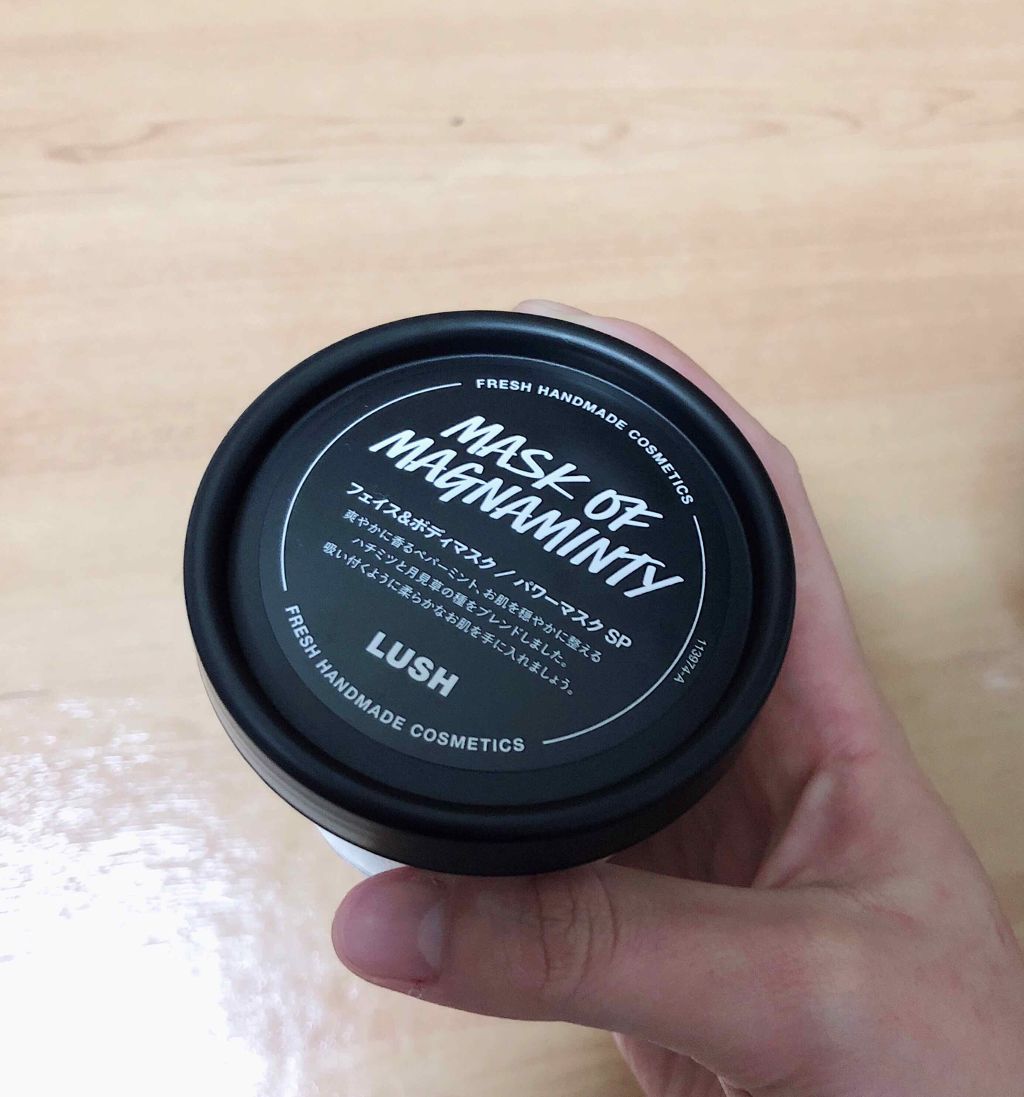 FRESH HANDMADE COSMETICS
MASK OF
MAGNAMINTY
フェイス&ボディマスク / パワーマスク SP
爽やかに香るペパーミント、お肌を穏やかに整える
ハチミツと月見草の種をブレンドしました。
吸い付くように柔らかなお肌を手に入れましょう。
LUSH
113974-A
FRESH HANDMADE COSMETICS